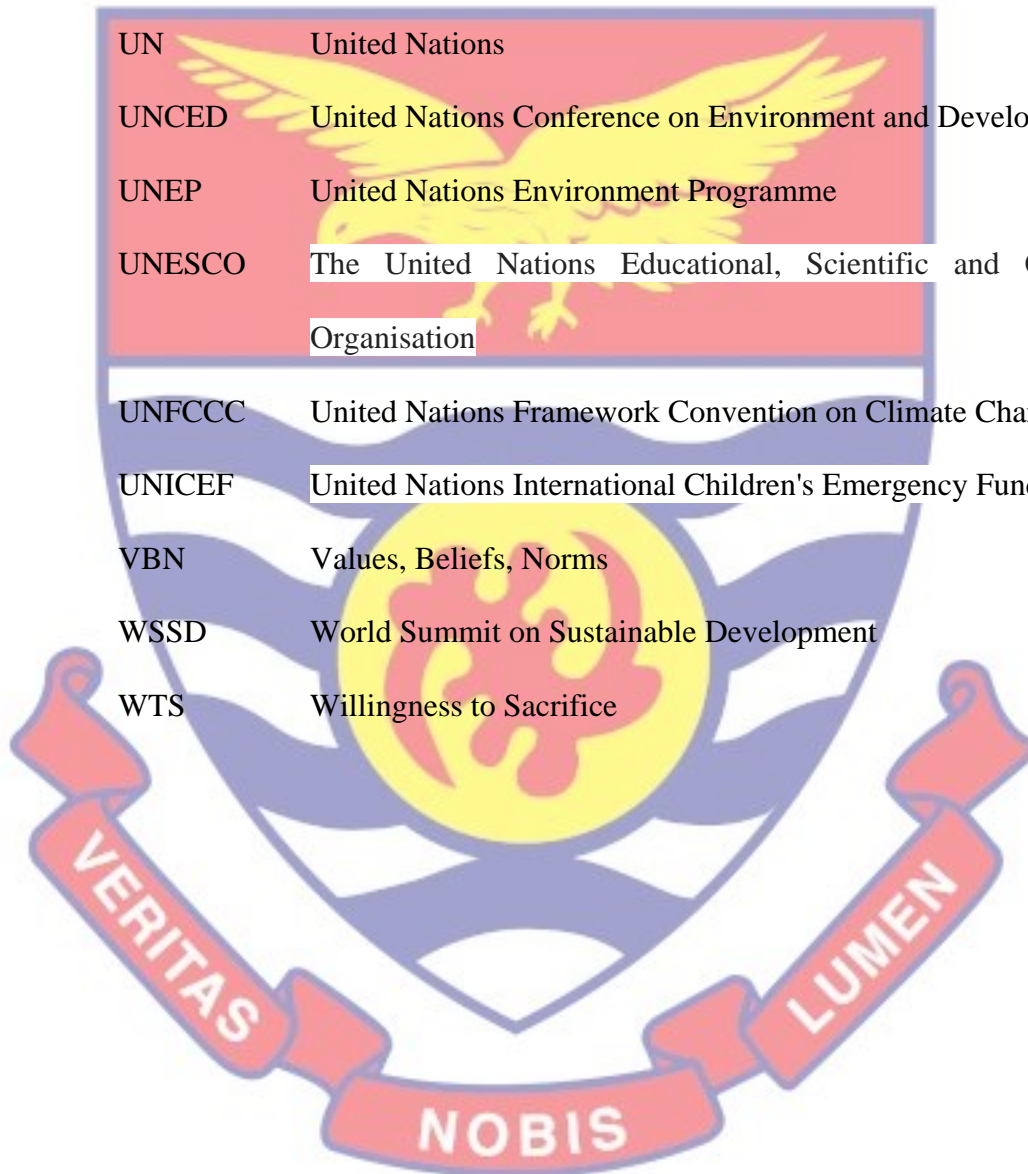 UN United Nations
UNCED United Nations Conference on Environment and Develo
UNEP United Nations Environment Programme
UNESCO The United Nations Educational, Scientific and
Organisation
UNFCCC United Nations Framework Convention on Climate Cha
UNICEF United Nations International Children's Emergency Fun
VBN Values, Beliefs, Norms
WSSD World Summit on Sustainable Development
WTS Willingness to Sacrifice
VERITAS
NOBIS
LUMEN